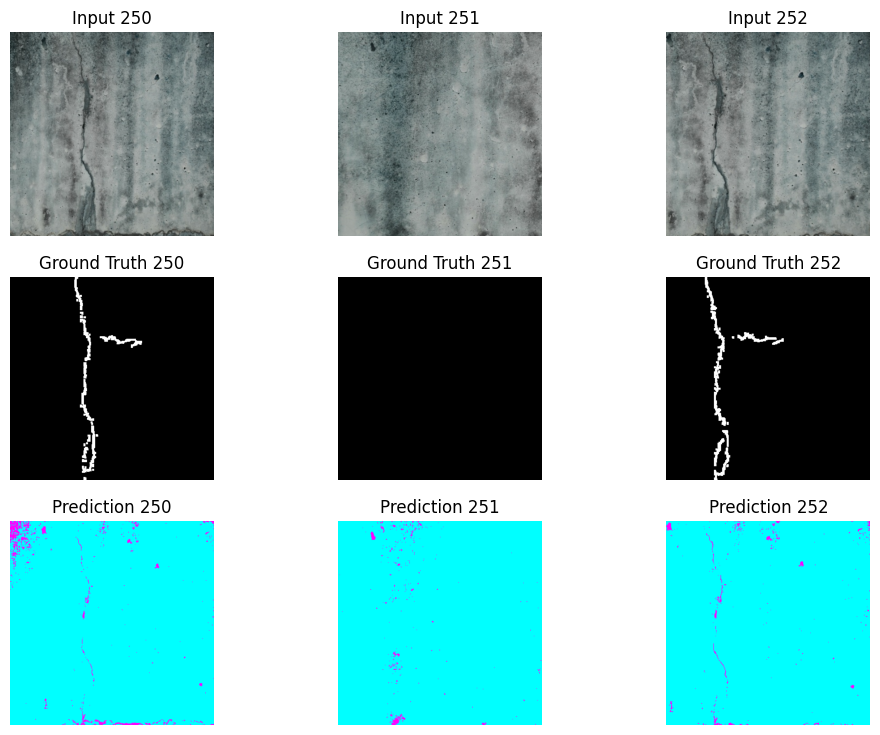 Input 250
Input 251
Input 252
Ground Truth 250
Ground Truth 251
Ground Truth 252
Prediction 250
Prediction 251
Prediction 252